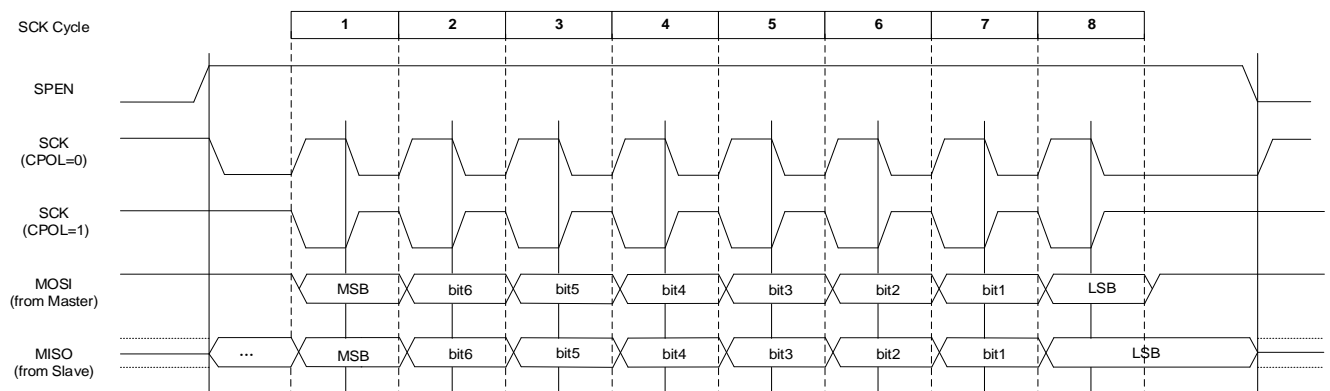 SCK Cycle 1 2 3 4 5 6 7 8
SPEN
SCK
(CPOL=0)
SCK
(CPOL=1)
MOSI
(from Master)
MSB bit6 bit5 bit4 bit3 bit2 bit1 LSB
MISO
(from Slave)
... MSB bit6 bit5 bit4 bit3 bit2 bit1 LSB